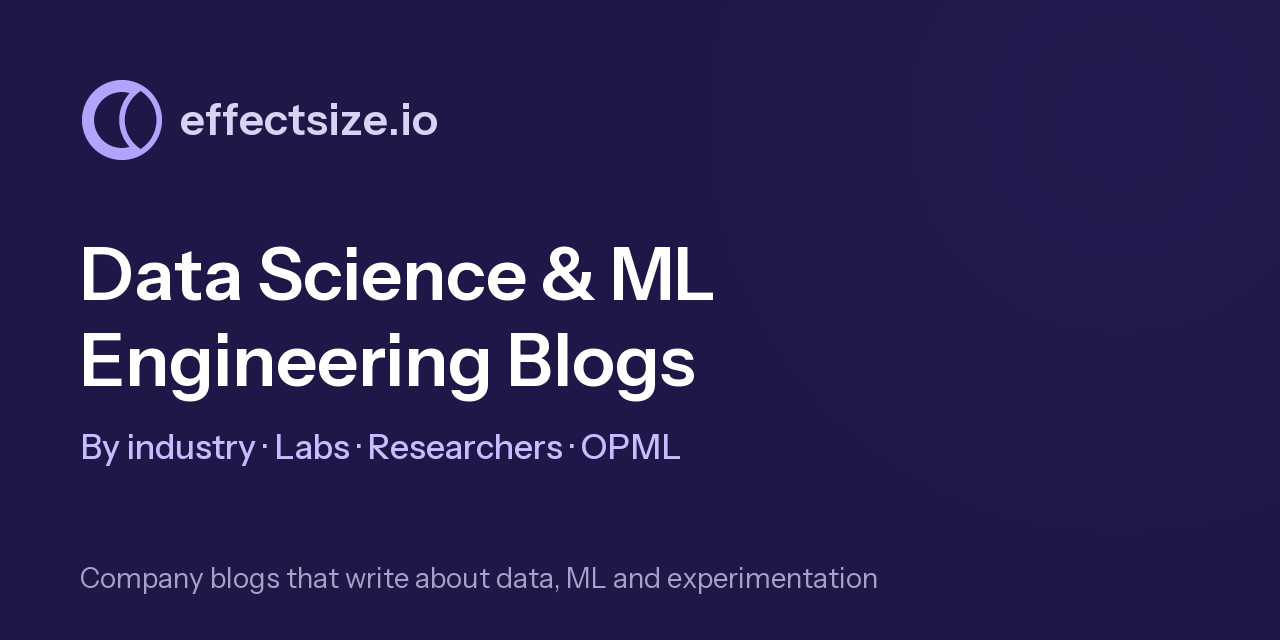 effectsize.io
Data Science & ML
Engineering Blogs
By industry · Labs · Researchers · OPML
Company blogs that write about data, ML and experimentation